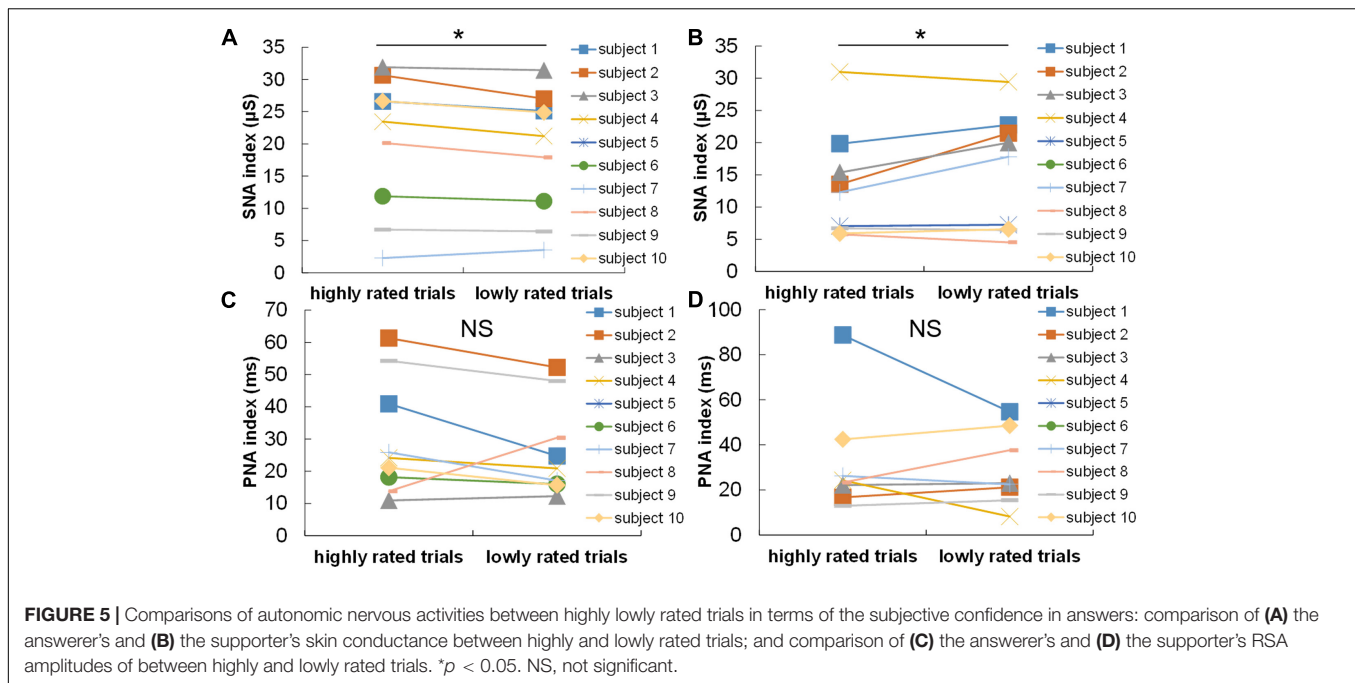 A
*
35
30
25
20
15
10
5
0
SNA index (µS)
highly rated trials
lowly rated trials
subject 1
subject 2
subject 3
subject 4
subject 5
subject 6
subject 7
subject 8
subject 9
subject 10
B
*
35
30
25
20
15
10
5
0
SNA index (µS)
highly rated trials
lowly rated trials
subject 1
subject 2
subject 3
subject 4
subject 5
subject 6
subject 7
subject 8
subject 9
subject 10
C
NS
70
60
50
40
30
20
10
0
PNA index (ms)
highly rated trials
lowly rated trials
subject 1
subject 2
subject 3
subject 4
subject 5
subject 6
subject 7
subject 8
subject 9
subject 10
D
NS
100
80
60
40
20
0
PNA index (ms)
highly rated trials
lowly rated trials
subject 1
subject 2
subject 3
subject 4
subject 5
subject 6
subject 7
subject 8
subject 9
subject 10
FIGURE 5 | Comparisons of autonomic nervous activities between highly lowly rated trials in terms of the subjective confidence in answers: comparison of (A) the
answerer's and (B) the supporter's skin conductance between highly and lowly rated trials; and comparison of (C) the answerer's and (D) the supporter's RSA
amplitudes of between highly and lowly rated trials. *p < 0.05. NS, not significant.